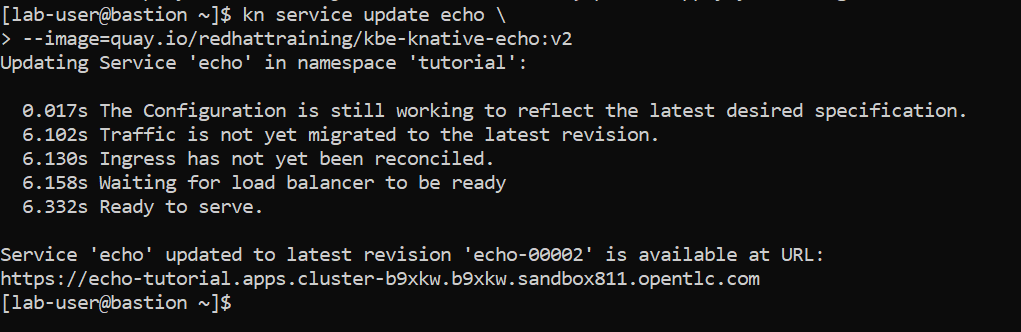 [lab-user@bastion ~]$ kn service update echo \
> --image=quay.io/redhattraining/kbe-knative-echo:v2
Updating Service 'echo' in namespace 'tutorial':
0.017s The Configuration is still working to reflect the latest desired specification.
6.102s Traffic is not yet migrated to the latest revision.
6.130s Ingress has not yet been reconciled.
6.158s Waiting for load balancer to be ready
6.332s Ready to serve.
Service 'echo' updated to latest revision 'echo-00002' is available at URL:
https://echo-tutorial.apps.cluster-b9xkw.b9xkw.sandbox811.opentlc.com
[lab-user@bastion ~]$